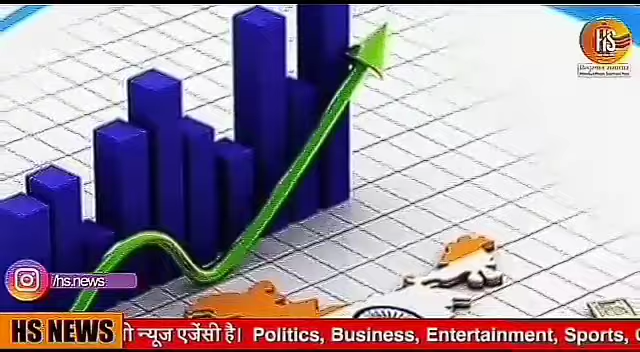 HS
/hs.news
HS NEWS
ो न्यूज एजेंसी है। Politics, Business, Entertainment, Sports,